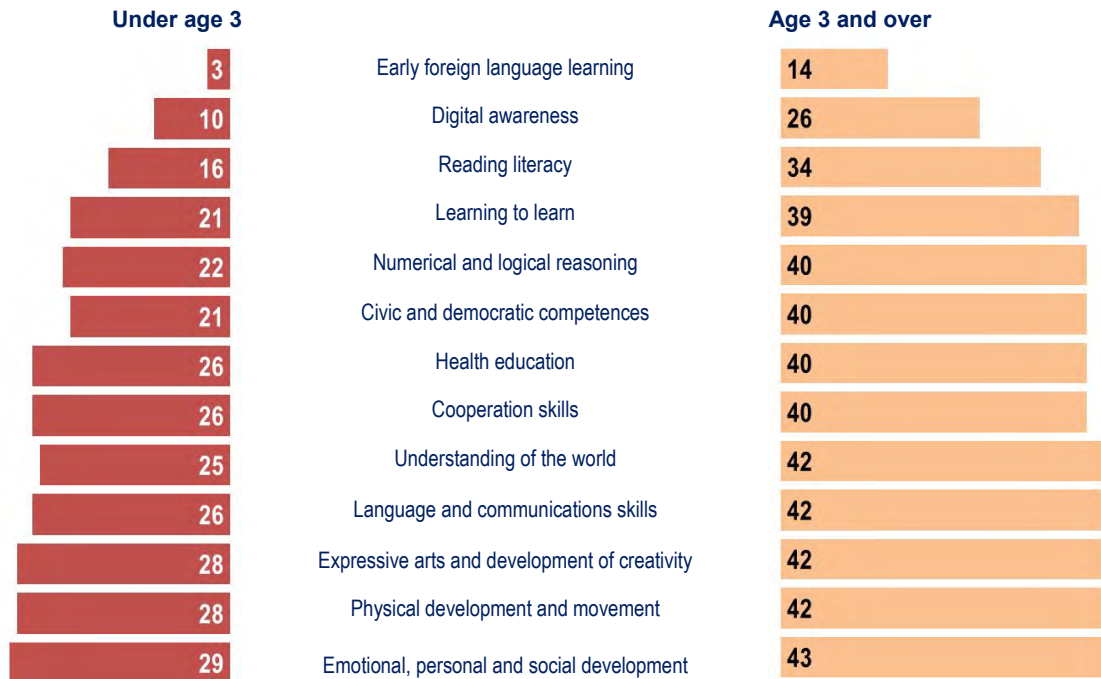 Under age 3 Age 3 and over
3 Early foreign language learning 14
10 Digital awareness 26
16 Reading literacy 34
21 Learning to learn 39
22 Numerical and logical reasoning 40
21 Civic and democratic competences 40
26 Health education 40
26 Cooperation skills 40
25 Understanding of the world 42
26 Language and communications skills 42
28 Expressive arts and development of creativity 42
28 Physical development and movement 42
29 Emotional, personal and social development 43